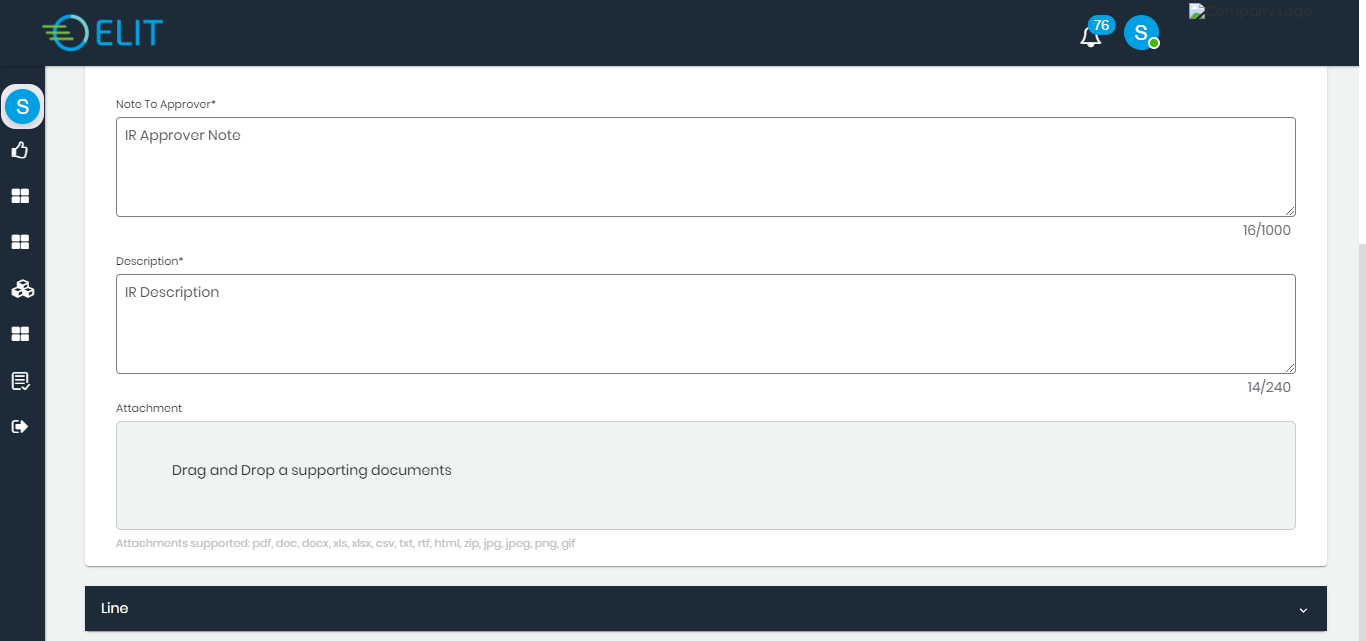 ELIT
76
S
Company Logo
S
Note To Approver*
IR Approver Note
16/1000
Description*
IR Description
14/240
Attachment
Drag and Drop a supporting documents
Attachments supported: pdf, doc, docx, xls, xlsx, csv, txt, rtf, html, zip, jpg, jpeg, png, gif
Line